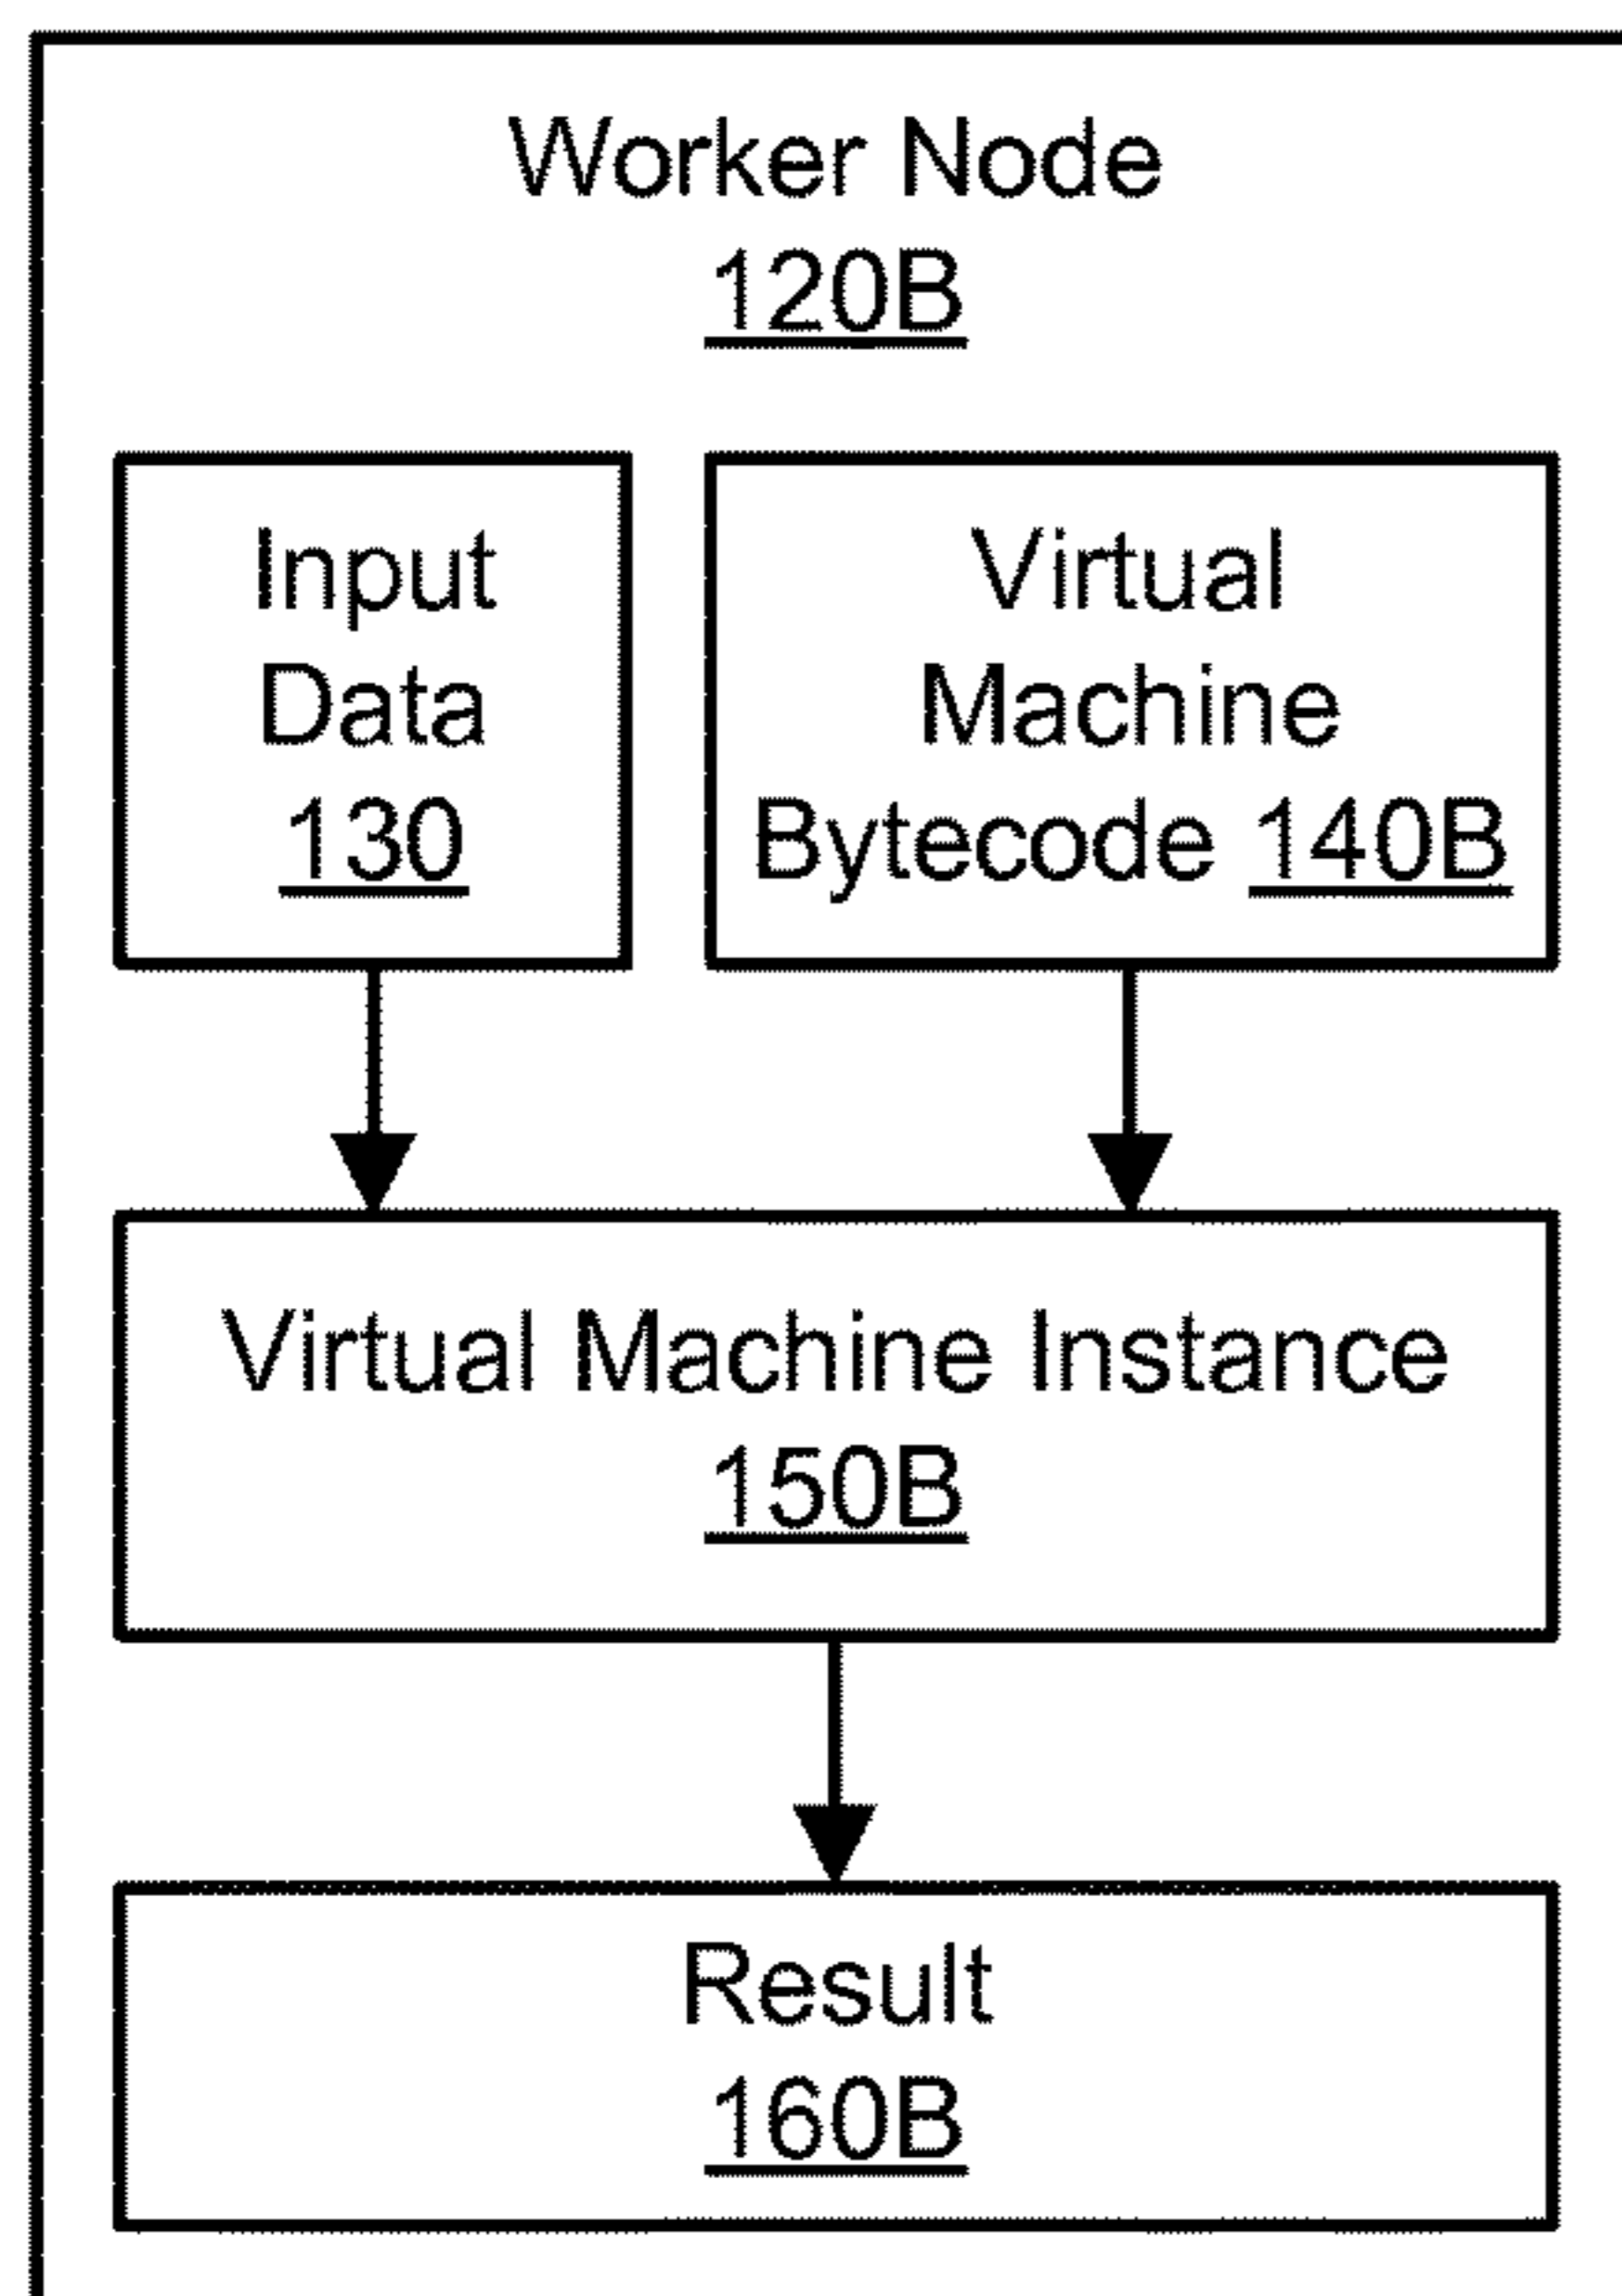 Worker Node
120B
Input
Data
130
Virtual
Machine
Bytecode 140B
Virtual Machine Instance
150B
Result
160B